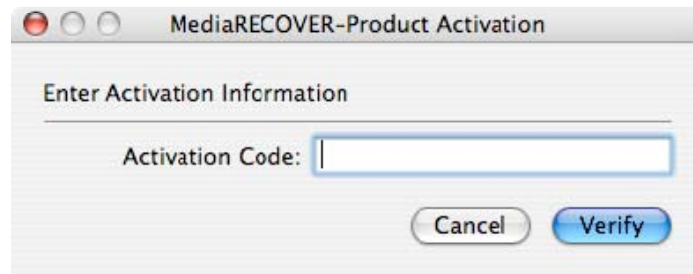 MediaRECOVER-Product Activation
Enter Activation Information
Activation Code:
Cancel Verify